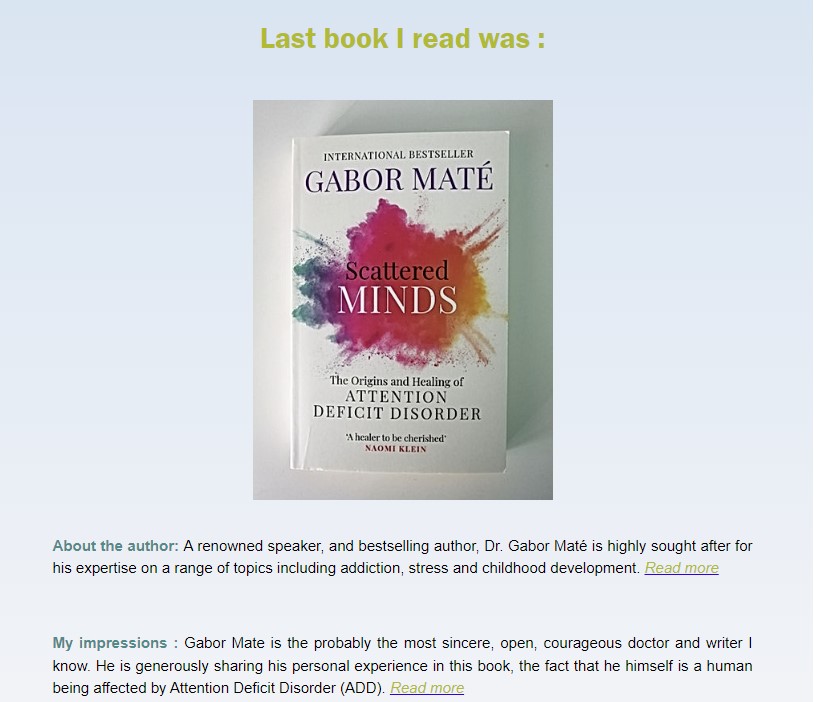 Last book I read was :
INTERNATIONAL BESTSELLER
GABOR MATÉ
Scattered
MINDS
The Origins and Healing of
ATTENTION
DEFICIT DISORDER
'A healer to be cherished'
NAOMI KLEIN
About the author: A renowned speaker, and bestselling author, Dr. Gabor Maté is highly sought after for
his expertise on a range of topics including addiction, stress and childhood development. Read more
My impressions : Gabor Mate is the probably the most sincere, open, courageous doctor and writer I
know. He is generously sharing his personal experience in this book, the fact that he himself is a human
being affected by Attention Deficit Disorder (ADD). Read more